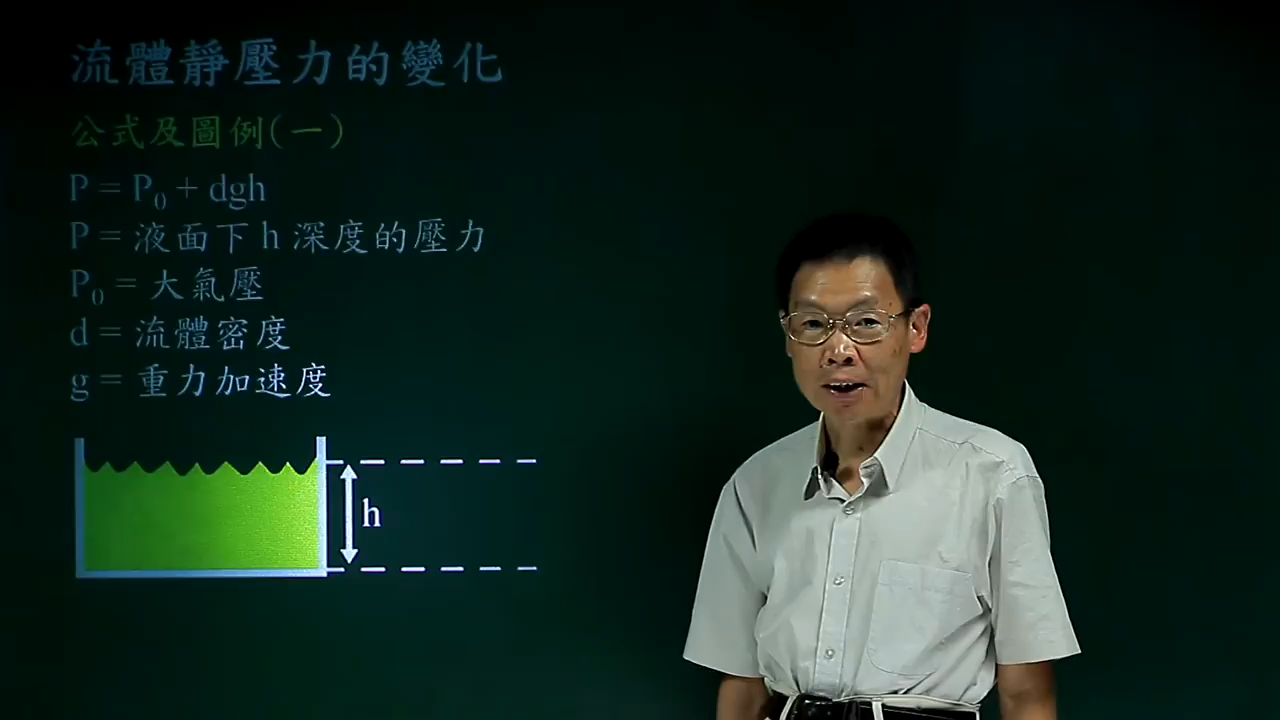 流體靜壓力的變化
公式及圖例(一)
P = P₀ + dgh
P = 液面下 h 深度的壓力
P₀ = 大氣壓
d = 流體密度
g = 重力加速度
h